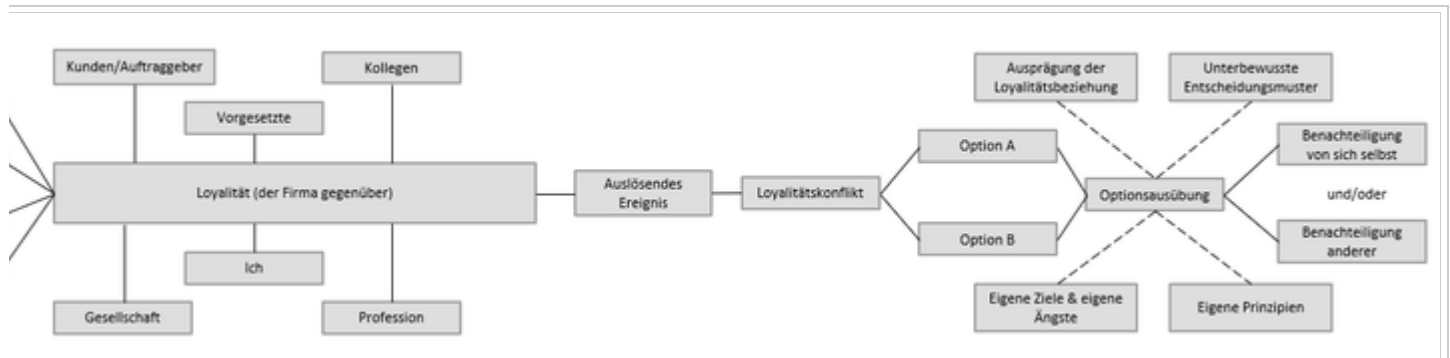 Kunden/Auftraggeber
Kollegen
Vorgesetzte
Loyalität (der Firma gegenüber)
Ich
Gesellschaft
Profession
Auslösendes
Ereignis
Loyalitätskonflikt
Option A
Option B
Ausprägung der
Loyalitätsbeziehung
Unterbewusste
Entscheidungsmuster
Optionsausübung
Eigene Ziele & eigene
Ängste
Eigene Prinzipien
Benachteiligung
von sich selbst
und/oder
Benachteiligung
anderer